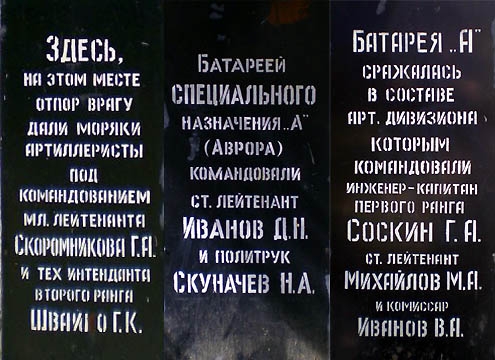 ЗДЕСЬ,
НА ЭТОМ МЕСТЕ
ОТПОР ВРАГУ
ДАЛИ МОРЯКИ
АРТИЛЛЕРИСТЫ
ПОД
КОМАНДОВАНИЕМ
МЛ. ЛЕЙТЕНАНТА
СКОРОМНИКОВА Г.А.
И ТЕХ ИНТЕНДАНТА
ВТОРОГО РАНГА
ШВАЙГО Г.К.
БАТАРЕЕЙ
СПЕЦИАЛЬНОГО
НАЗНАЧЕНИЯ „А"
(АВРОРА)
КОМАНДОВАЛИ
СТ. ЛЕЙТЕНАНТ
ИВАНОВ Д.Н.
И ПОЛИТРУК
СКУНАЧЕВ Н.А.
БАТАРЕЯ „А"
СРАЖАЛАСЬ
В СОСТАВЕ
АРТ. ДИВИЗИОНА
КОТОРЫМ
КОМАНДОВАЛИ
ИНЖЕНЕР-КАПИТАН
ПЕРВОГО РАНГА
СОСКИН Г.А.
СТ. ЛЕЙТЕНАНТ
МИХАЙЛОВ М.А.
И КОМИССАР
ИВАНОВ В.А.